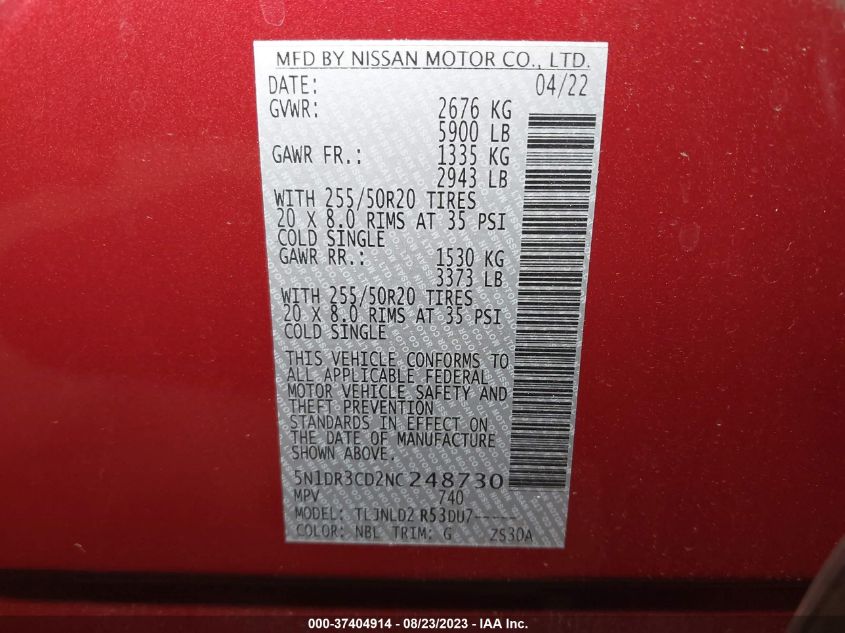 MFD BY NISSAN MOTOR CO., LTD.
DATE: 04/22
GVWR: 2676 KG
5900 LB
GAWR FR.: 1335 KG
2943 LB
WITH 255/50R20 TIRES
20 X 8.0 RIMS AT 35 PSI
COLD SINGLE
GAWR RR.: 1530 KG
3373 LB
WITH 255/50R20 TIRES
20 X 8.0 RIMS AT 35 PSI
COLD SINGLE
THIS VEHICLE CONFORMS TO
ALL APPLICABLE FEDERAL
MOTOR VEHICLE SAFETY AND
THEFT PREVENTION
STANDARDS IN EFFECT ON
THE DATE OF MANUFACTURE
SHOWN ABOVE.
5N1DR3CD2NC248730
MPV 740
MODEL: TLJNLD2 R53DU7------
COLOR: NBL TRIM: G ZS30A
000-37404914 - 08/23/2023 - IAA Inc.